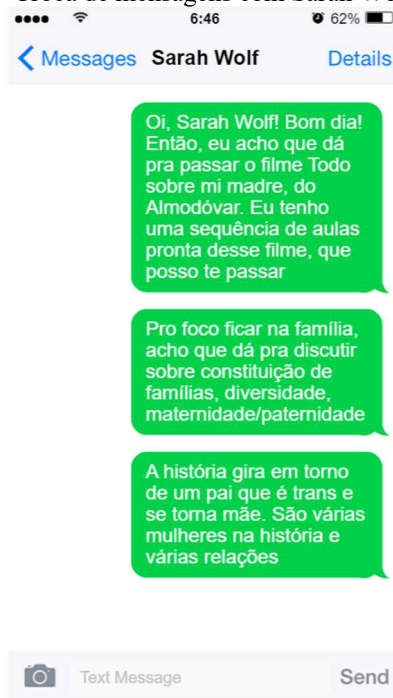 6:46
62%
Messages
Sarah Wolf
Details
Oi, Sarah Wolf! Bom dia!
Então, eu acho que dá
pra passar o filme Todo
sobre mi madre, do
Almodóvar. Eu tenho
uma sequência de aulas
pronta desse filme, que
posso te passar
Pro foco ficar na família,
acho que dá pra discutir
sobre constituição de
famílias, diversidade,
maternidade/paternidade
A história gira em torno
de um pai que é trans e
se torna mãe. São várias
mulheres na história e
várias relações
Text Message
Send